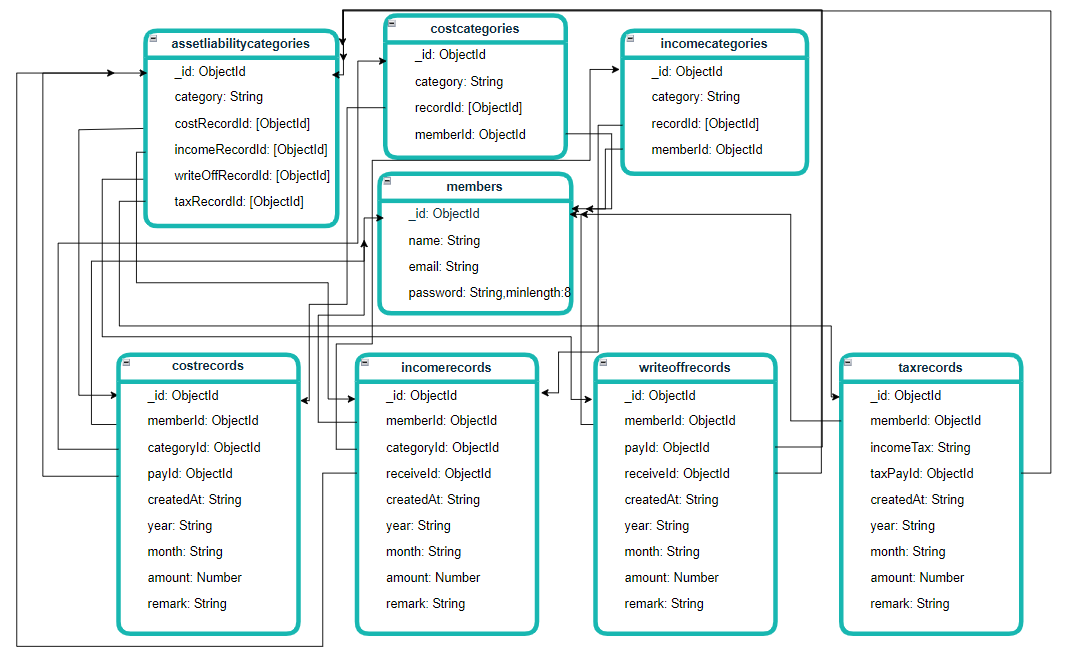 assetliabilitycategories
_id: ObjectId
category: String
costRecordId: [ObjectId]
incomeRecordId: [ObjectId]
writeOffRecordId: [ObjectId]
taxRecordId: [ObjectId]
costcategories
_id: ObjectId
category: String
recordId: [ObjectId]
memberId: ObjectId
incomecategories
_id: ObjectId
category: String
recordId: [ObjectId]
memberId: ObjectId
members
_id: ObjectId
name: String
email: String
password: String,minlength:8
costrecords
_id: ObjectId
memberId: ObjectId
categoryId: ObjectId
payId: ObjectId
createdAt: String
year: String
month: String
amount: Number
remark: String
incomerecords
_id: ObjectId
memberId: ObjectId
categoryId: ObjectId
receiveId: ObjectId
createdAt: String
year: String
month: String
amount: Number
remark: String
writeoffrecords
_id: ObjectId
memberId: ObjectId
payId: ObjectId
receiveId: ObjectId
createdAt: String
year: String
month: String
amount: Number
remark: String
taxrecords
_id: ObjectId
memberId: ObjectId
incomeTax: String
taxPayId: ObjectId
createdAt: String
year: String
month: String
amount: Number
remark: String